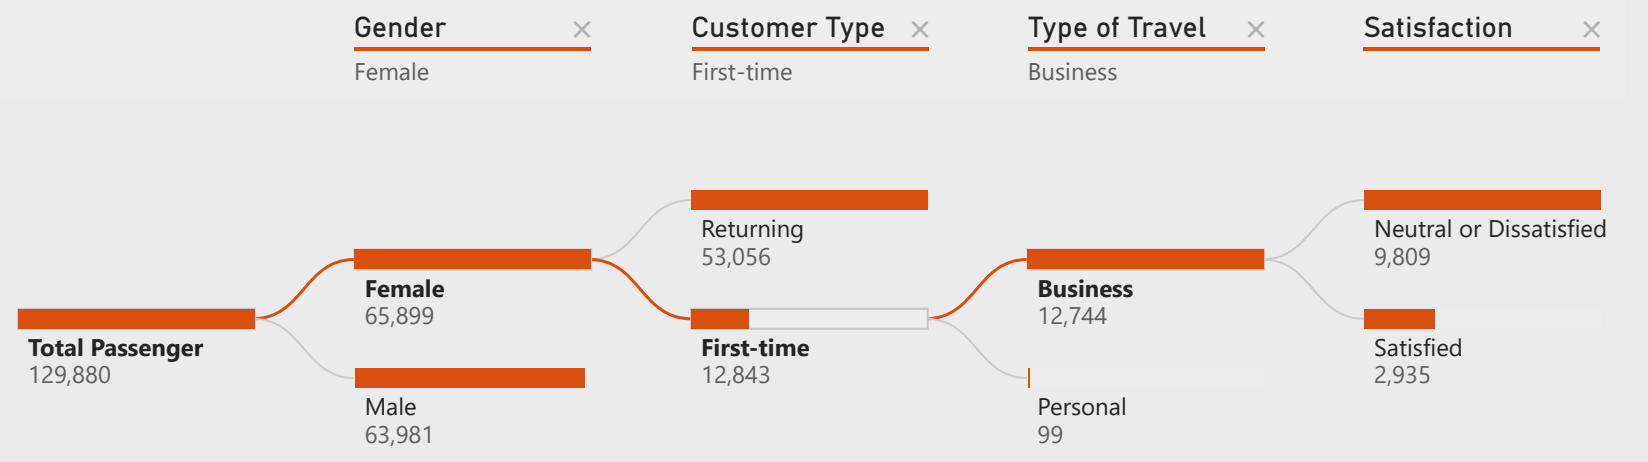 Gender
Customer Type
Type of Travel
Satisfaction
Female
First-time
Business
Total Passenger
129,880
Female
65,899
Male
63,981
Returning
53,056
First-time
12,843
Business
12,744
Personal
99
Neutral or Dissatisfied
9,809
Satisfied
2,935